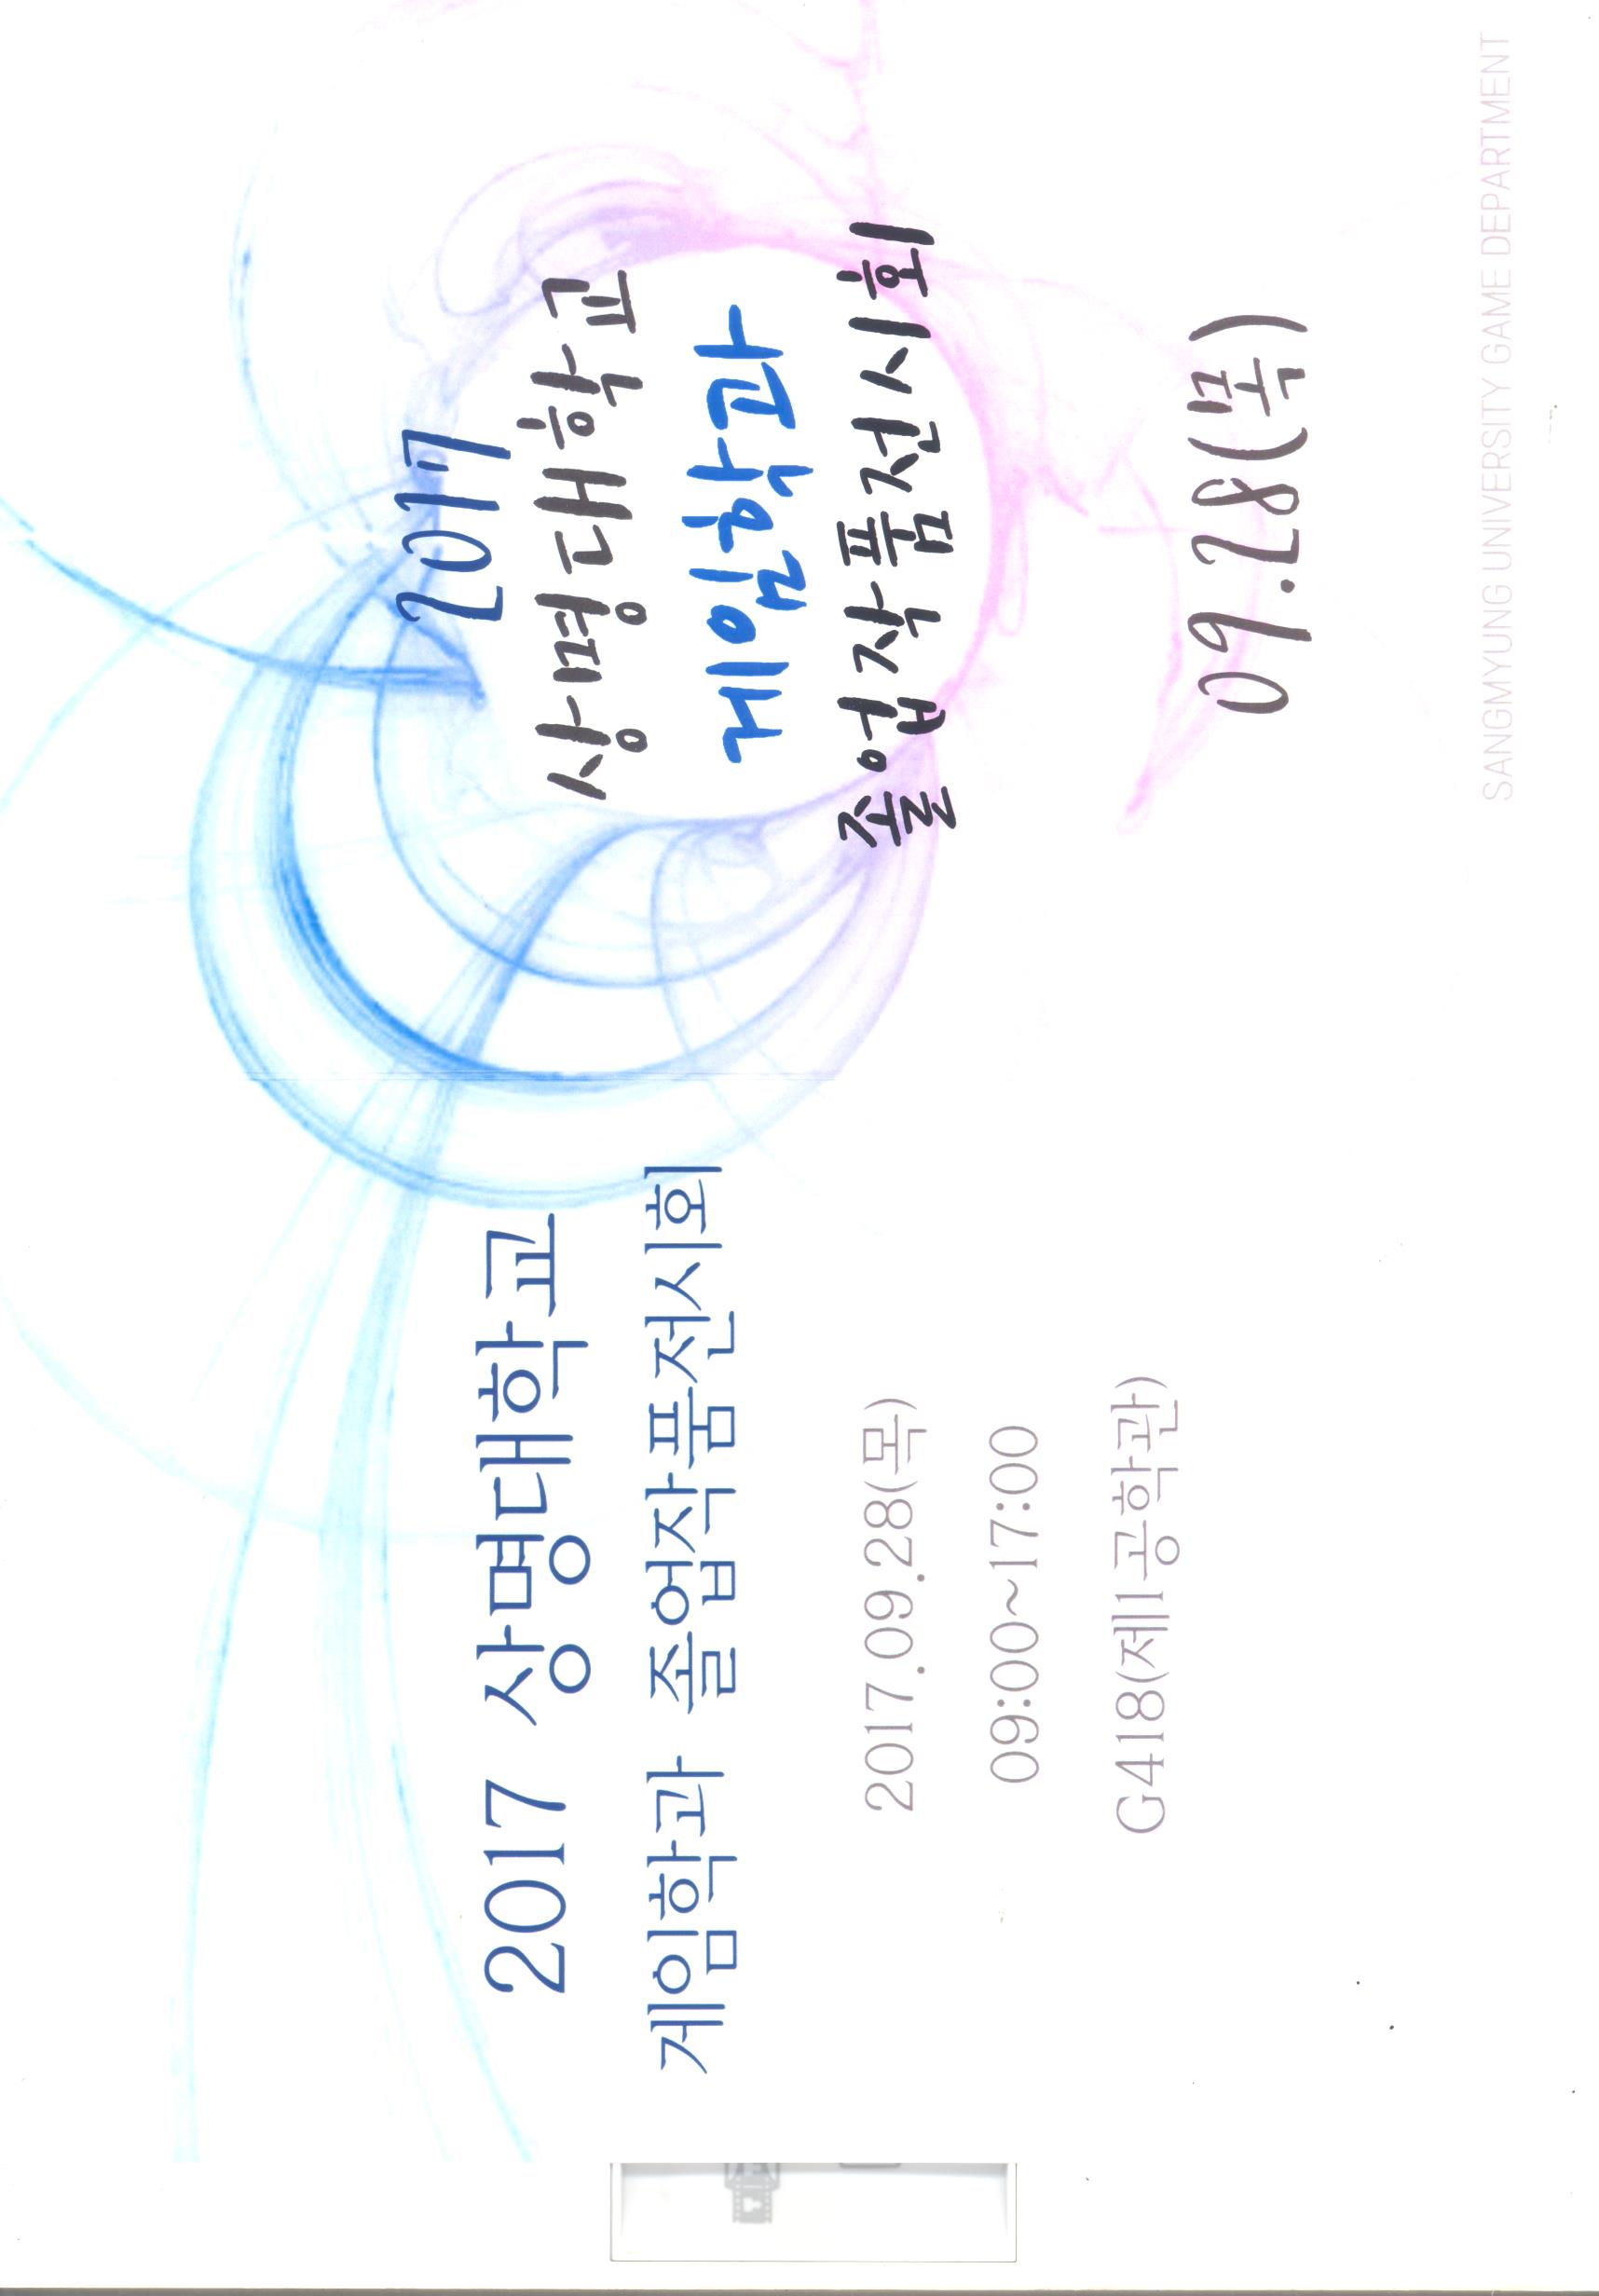 2017 상명대학교
게임학과 졸업작품전시회
2017.09.28(목)
09:00~17:00
G418(제1공학관)
2017
상명대학교
게임학과
졸업작품전시회
09.28(목)
SANGMYUNG UNIVERSITY GAME DEPARTMENT